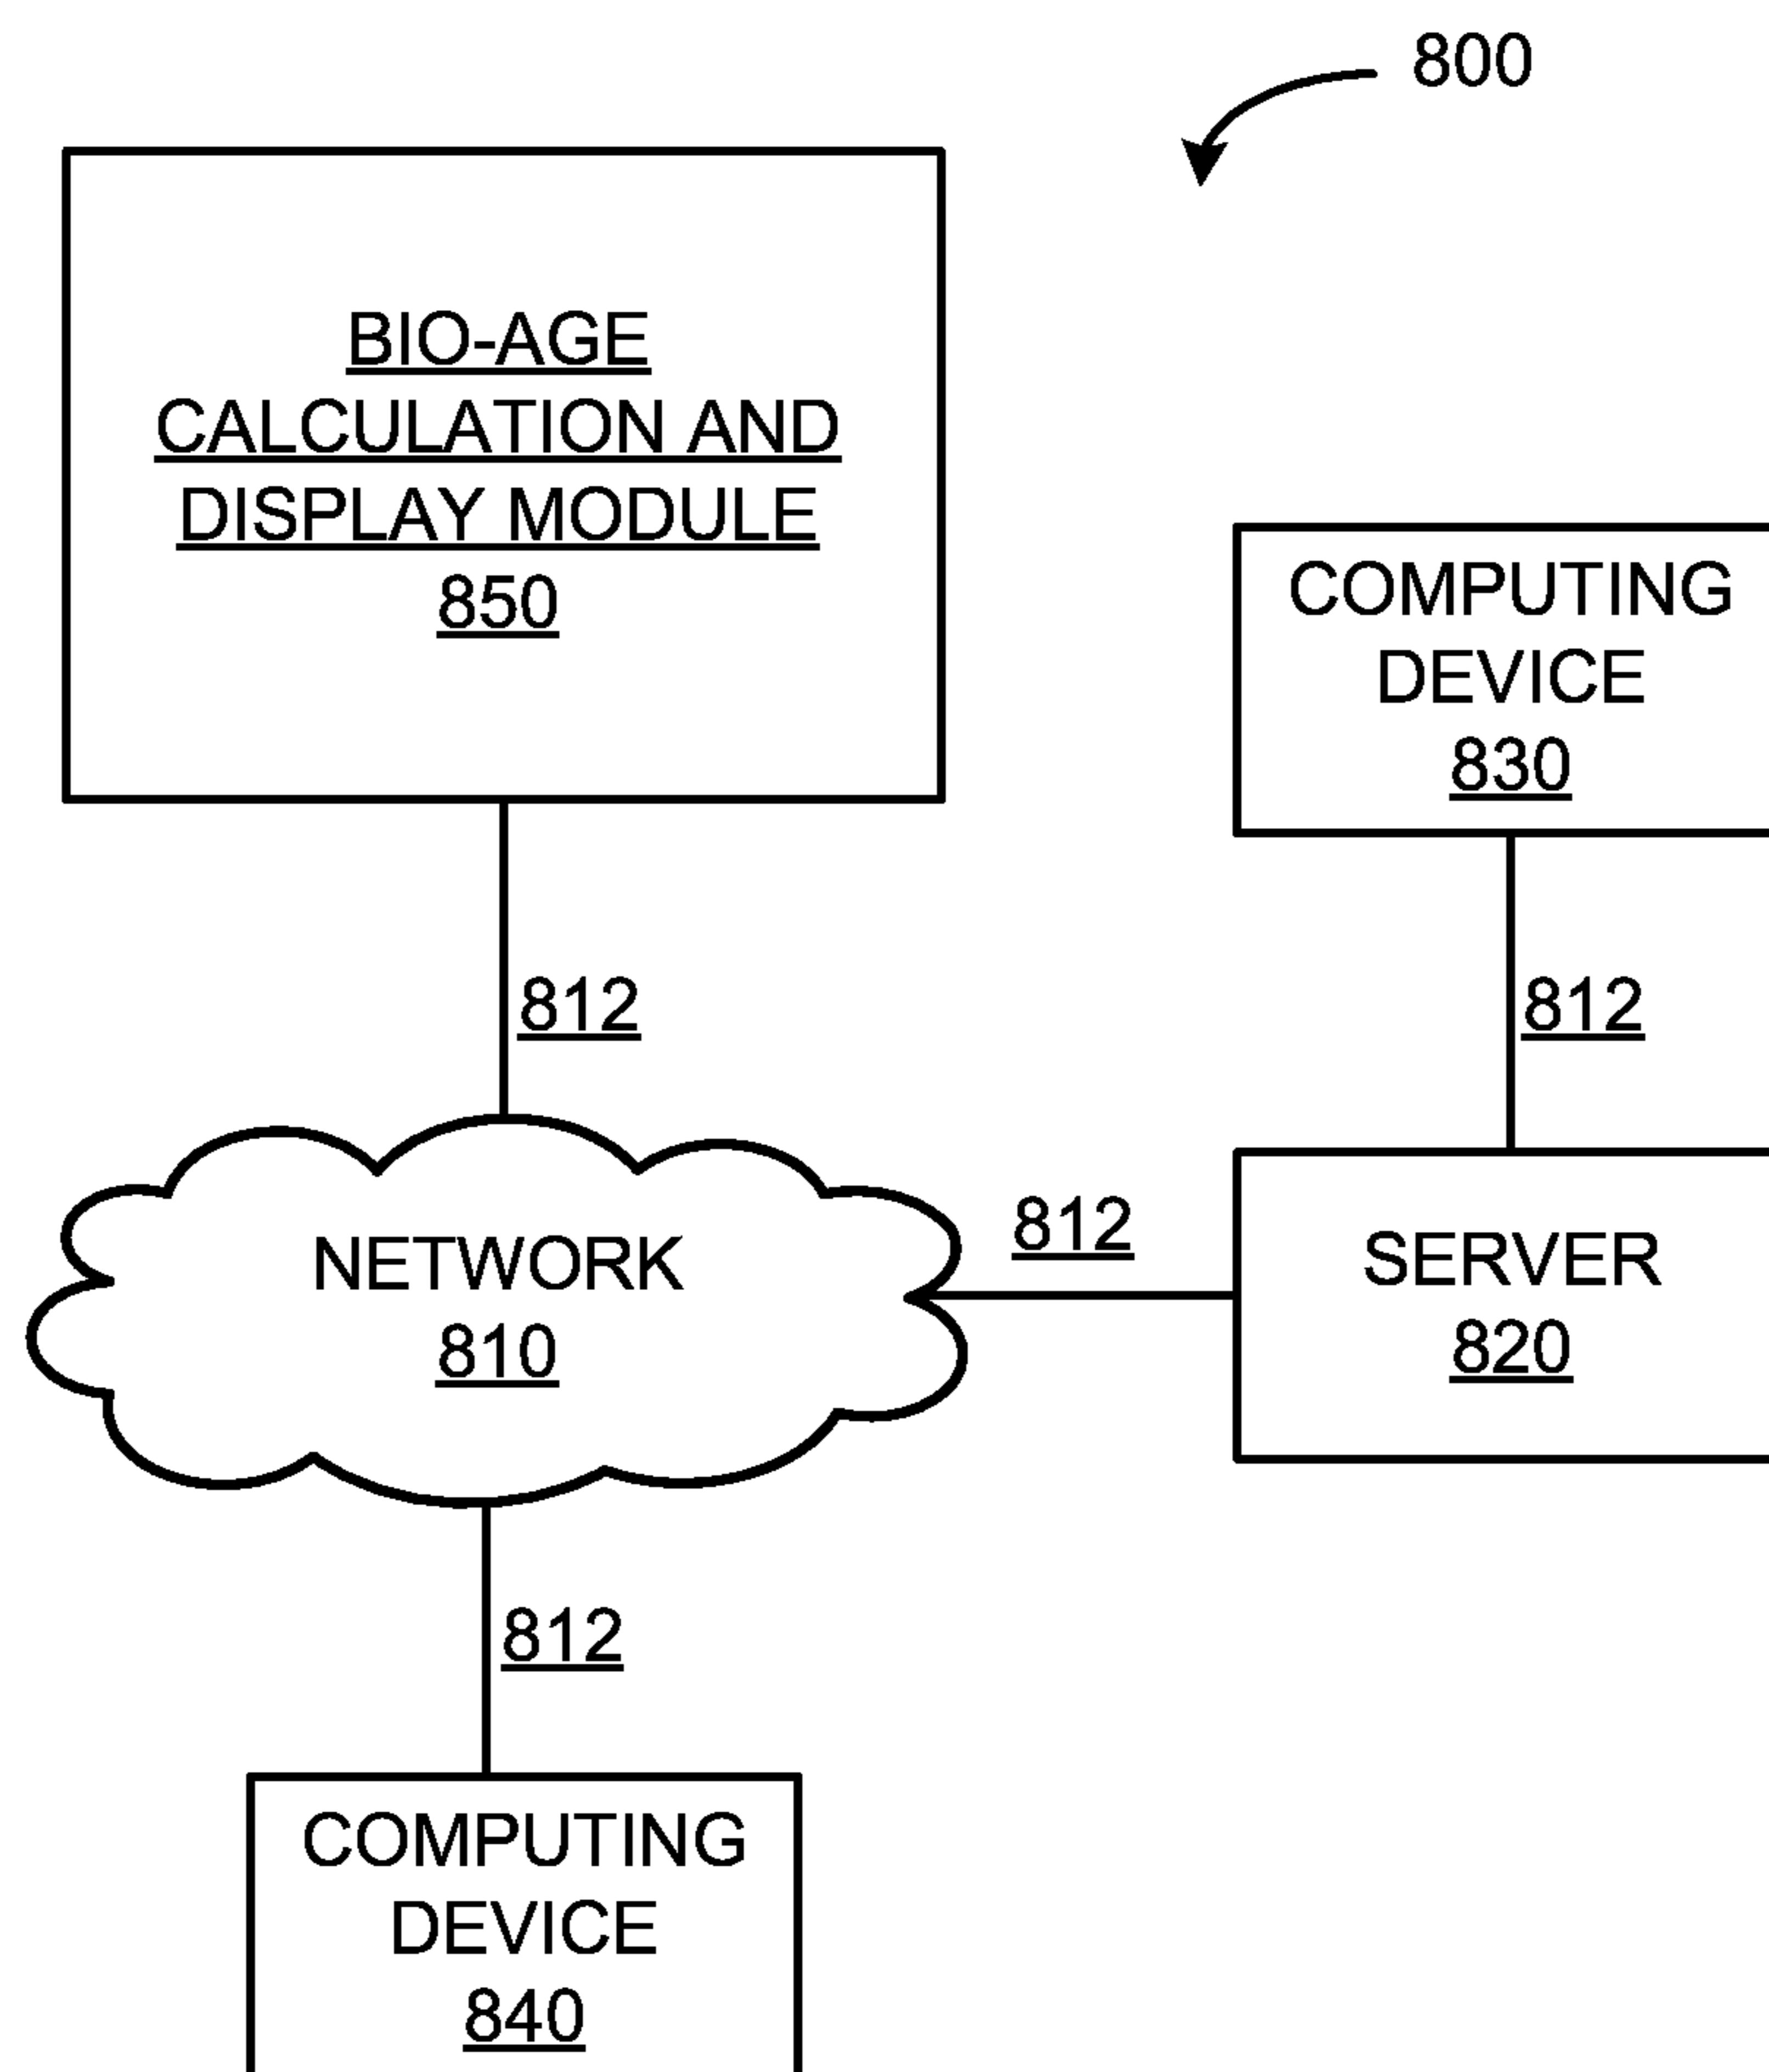 800
BIO-AGE
CALCULATION AND
DISPLAY MODULE
850
COMPUTING
DEVICE
830
812
812
NETWORK
810
812
SERVER
820
812
COMPUTING
DEVICE
840